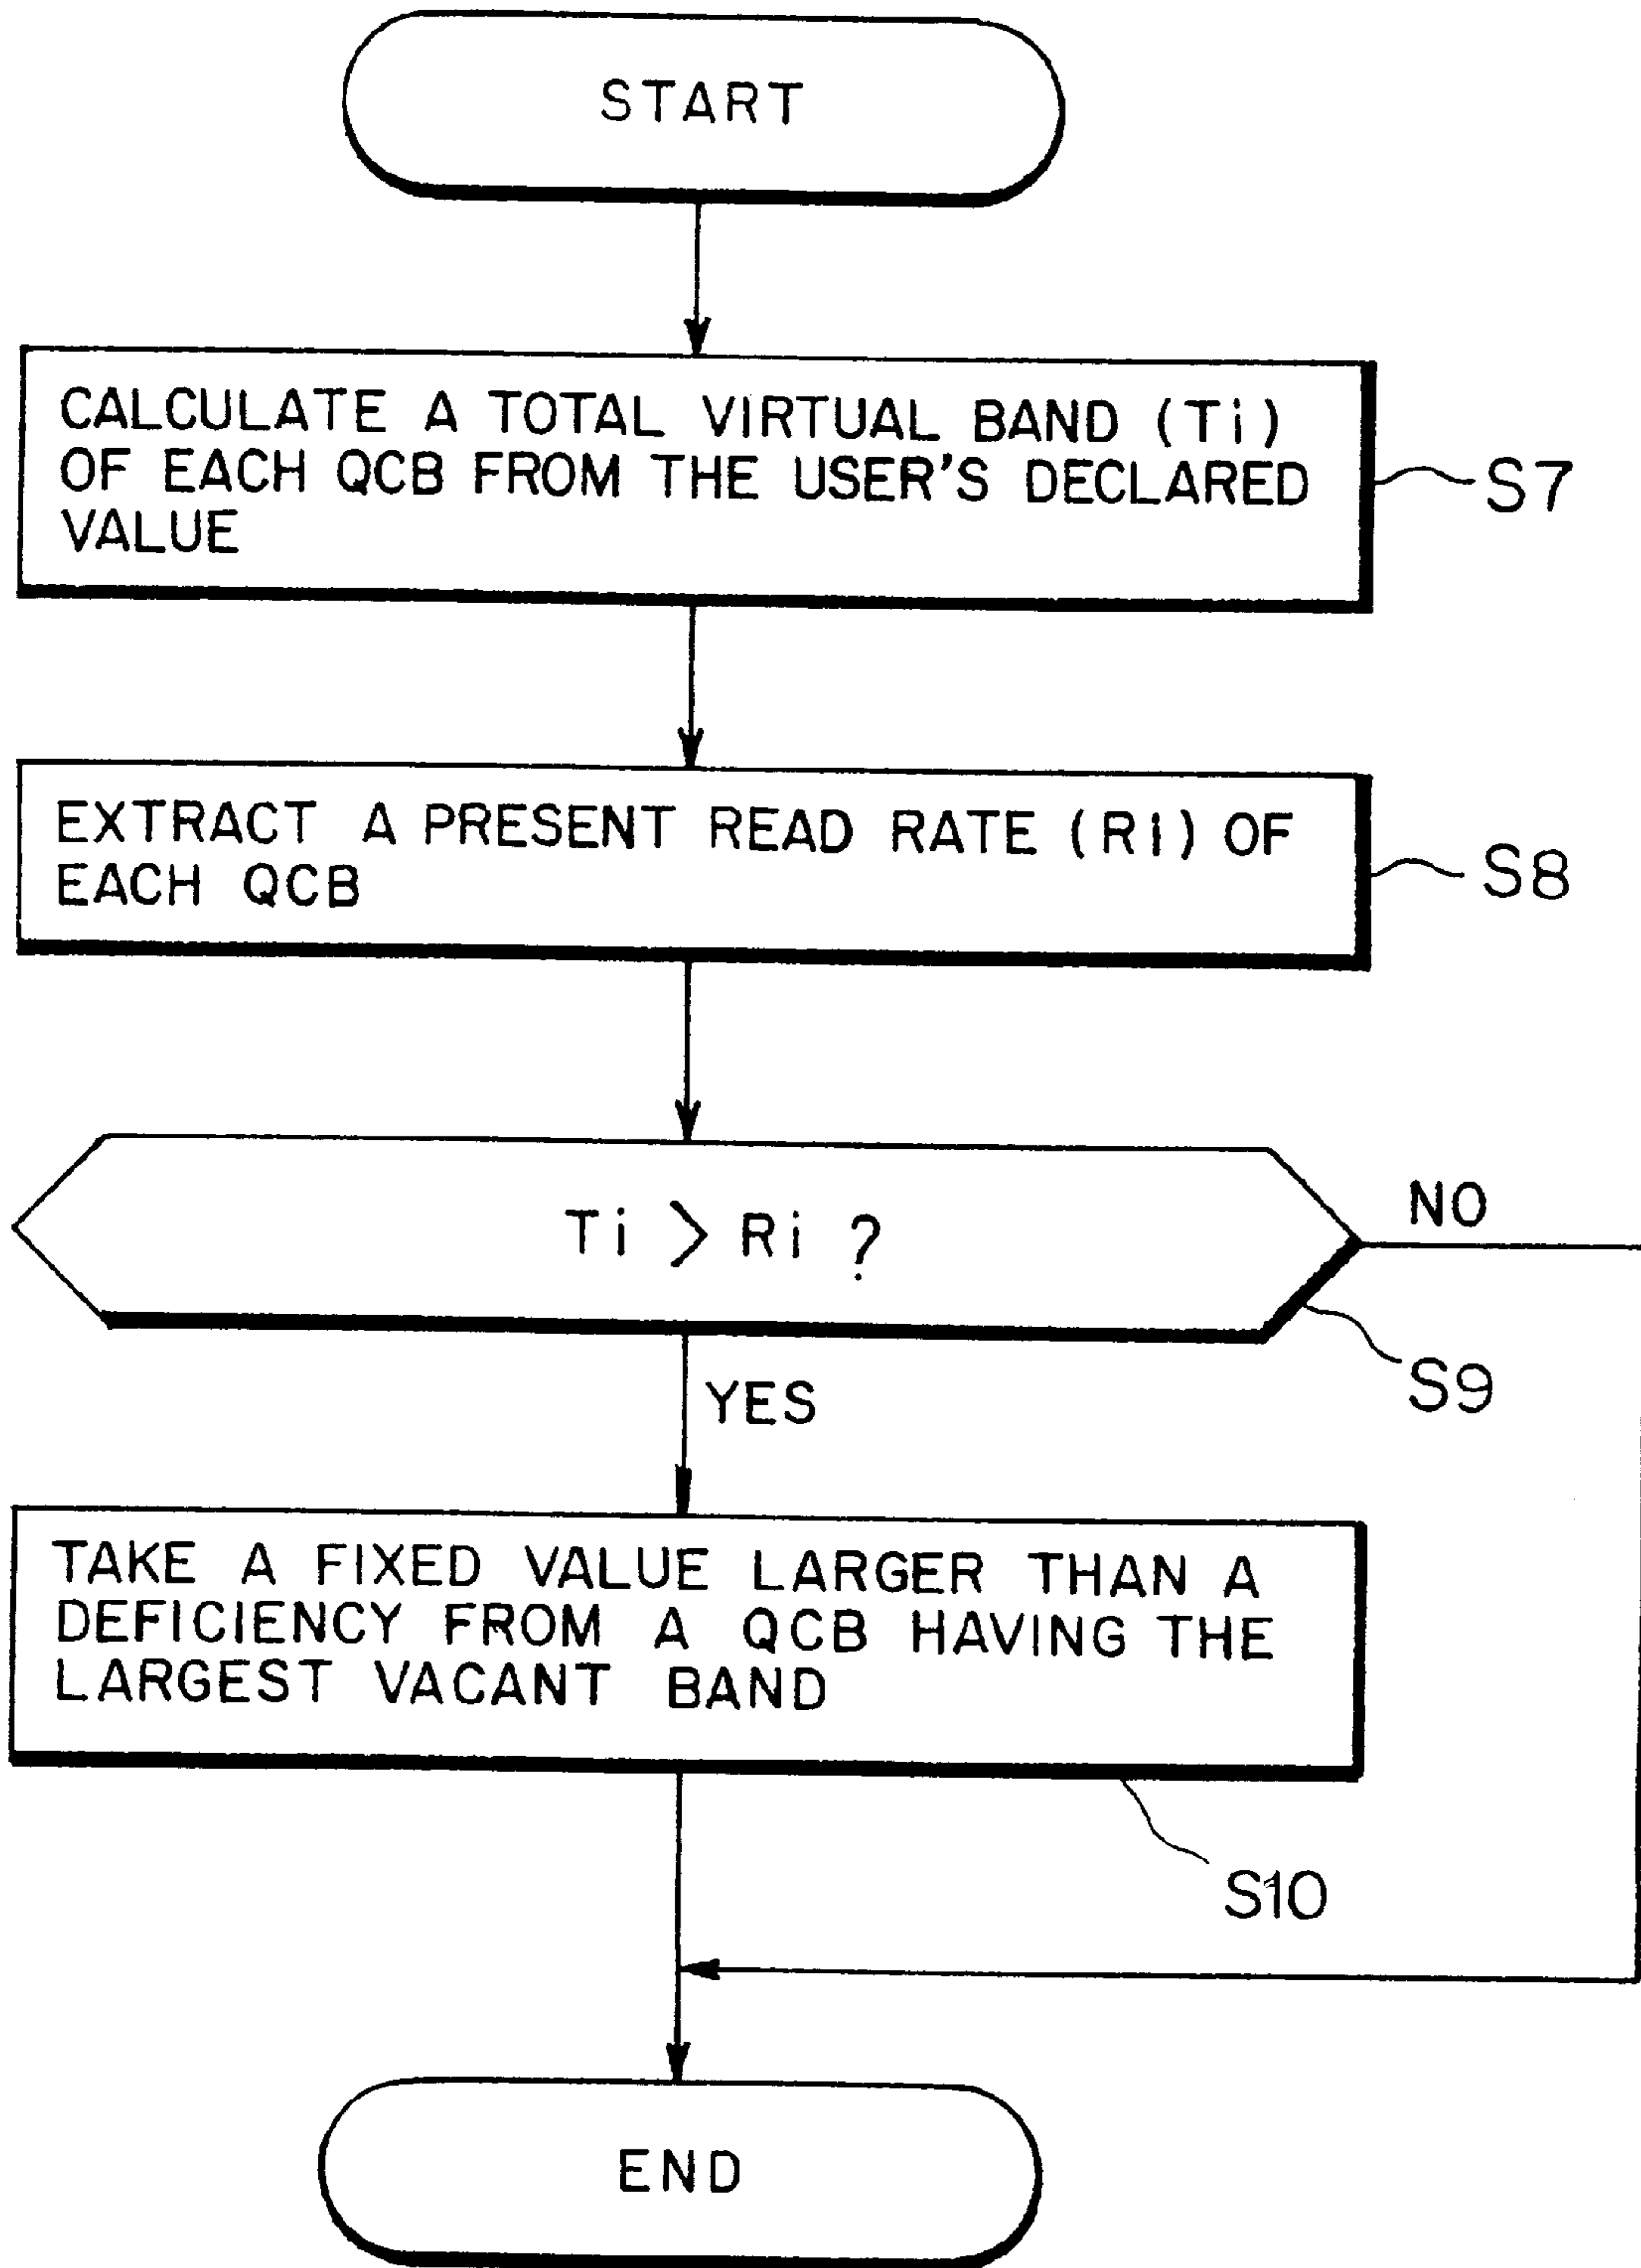 START
CALCULATE A TOTAL VIRTUAL BAND (Ti)
OF EACH QCB FROM THE USER'S DECLARED
VALUE
S7
EXTRACT A PRESENT READ RATE (Ri) OF
EACH QCB
S8
Ti > Ri ?
NO
S9
YES
TAKE A FIXED VALUE LARGER THAN A
DEFICIENCY FROM A QCB HAVING THE
LARGEST VACANT BAND
S10
END